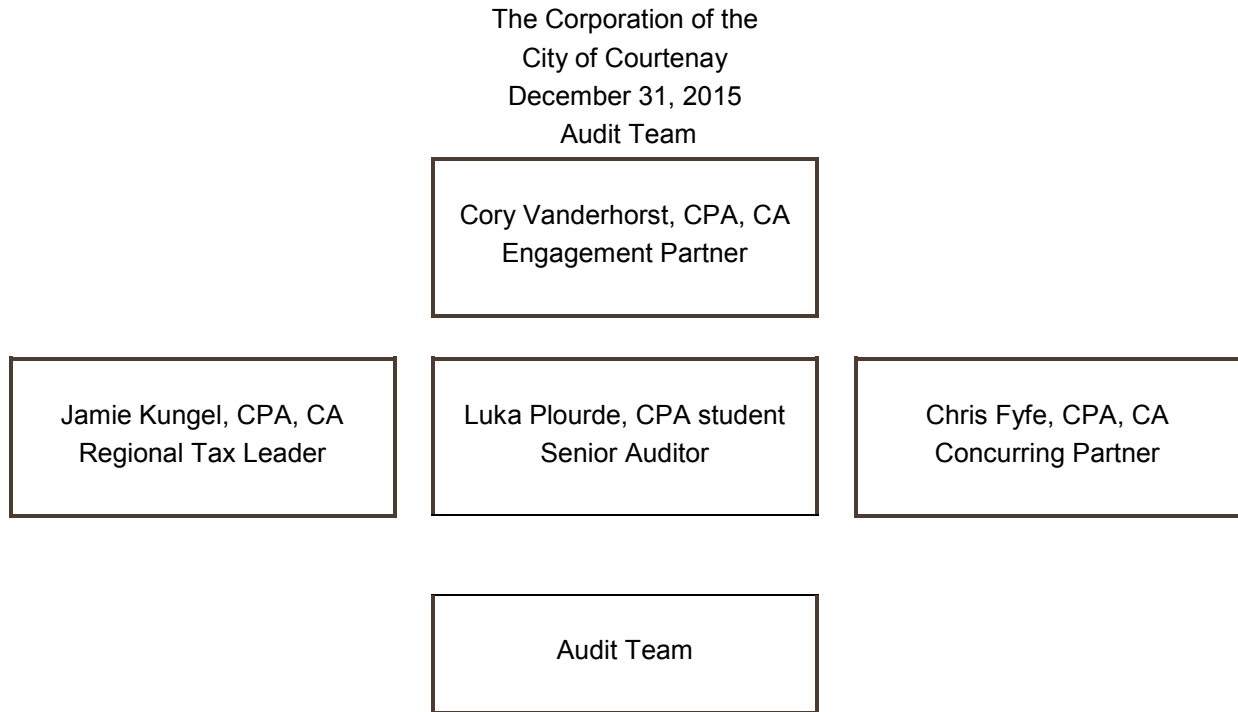 The Corporation of the
City of Courtenay
December 31, 2015
Audit Team
Cory Vanderhorst, CPA, CA
Engagement Partner
Jamie Kungel, CPA, CA
Regional Tax Leader
Luka Plourde, CPA student
Senior Auditor
Chris Fyfe, CPA, CA
Concurring Partner
Audit Team